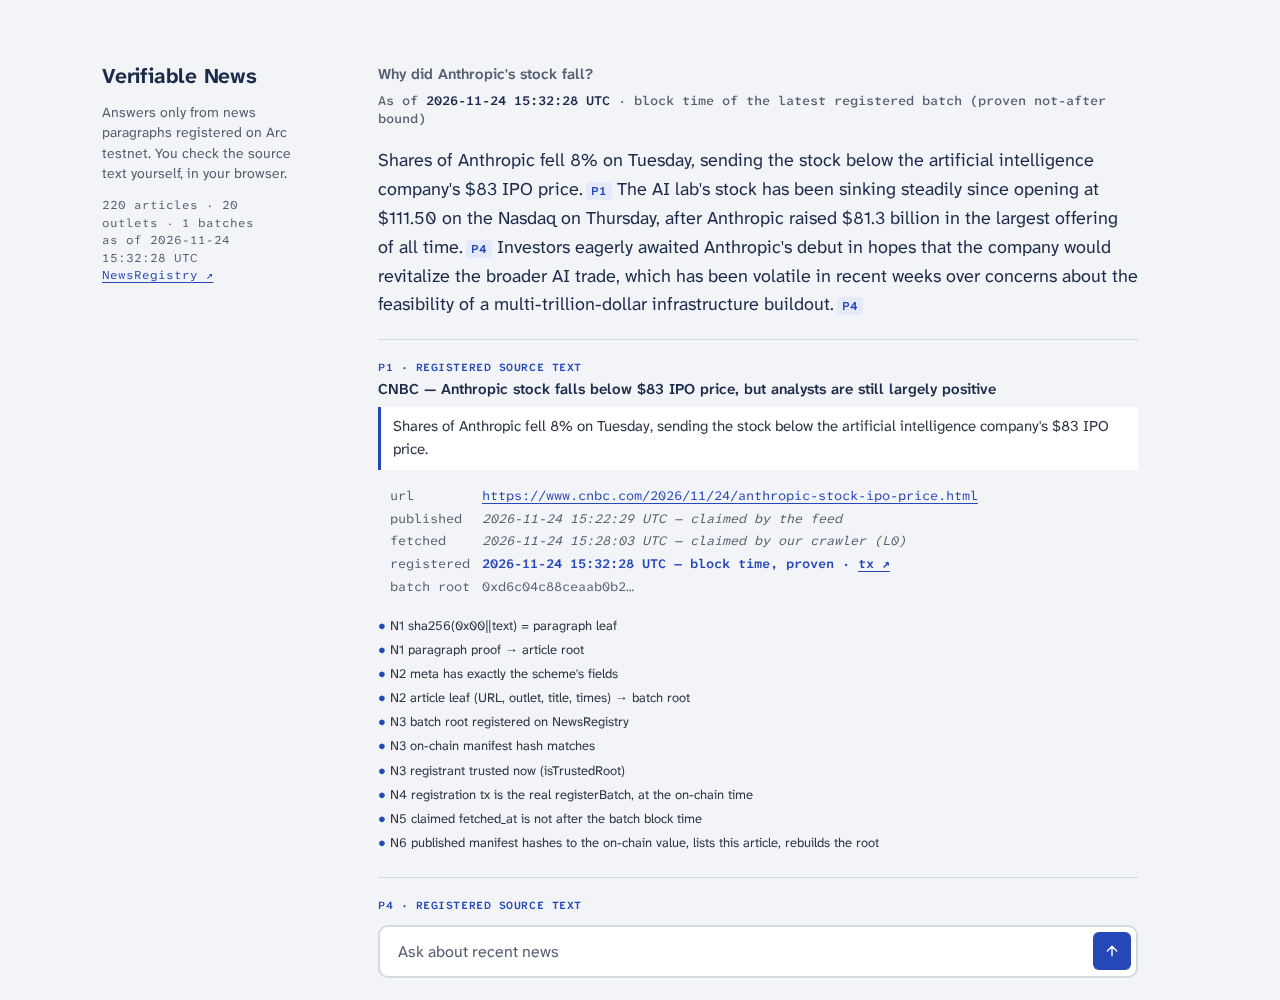 Verifiable News
Answers only from news
paragraphs registered on Arc
testnet. You check the source
text yourself, in your browser.
220 articles · 20
outlets · 1 batches
as of 2026-11-24
15:32:28 UTC
NewsRegistry ↗
Why did Anthropic's stock fall?
As of 2026-11-24 15:32:28 UTC · block time of the latest registered batch (proven not-after
bound)
Shares of Anthropic fell 8% on Tuesday, sending the stock below the artificial intelligence
company's $83 IPO price. P1 The AI lab's stock has been sinking steadily since opening at
$111.50 on the Nasdaq on Thursday, after Anthropic raised $81.3 billion in the largest offering
of all time. P4 Investors eagerly awaited Anthropic's debut in hopes that the company would
revitalize the broader AI trade, which has been volatile in recent weeks over concerns about the
feasibility of a multi-trillion-dollar infrastructure buildout. P4
P1 · REGISTERED SOURCE TEXT
CNBC — Anthropic stock falls below $83 IPO price, but analysts are still largely positive
Shares of Anthropic fell 8% on Tuesday, sending the stock below the artificial intelligence company's $83 IPO
price.
url https://www.cnbc.com/2026/11/24/anthropic-stock-ipo-price.html
published 2026-11-24 15:22:29 UTC — claimed by the feed
fetched 2026-11-24 15:28:03 UTC — claimed by our crawler (L0)
registered 2026-11-24 15:32:28 UTC — block time, proven · tx ↗
batch root 0xd6c04c88ceaab0b2…
● N1 sha256(0x00||text) = paragraph leaf
● N1 paragraph proof → article root
● N2 meta has exactly the scheme's fields
● N2 article leaf (URL, outlet, title, times) → batch root
● N3 batch root registered on NewsRegistry
● N3 on-chain manifest hash matches
● N3 registrant trusted now (isTrustedRoot)
● N4 registration tx is the real registerBatch, at the on-chain time
● N5 claimed fetched_at is not after the batch block time
● N6 published manifest hashes to the on-chain value, lists this article, rebuilds the root
P4 · REGISTERED SOURCE TEXT
Ask about recent news